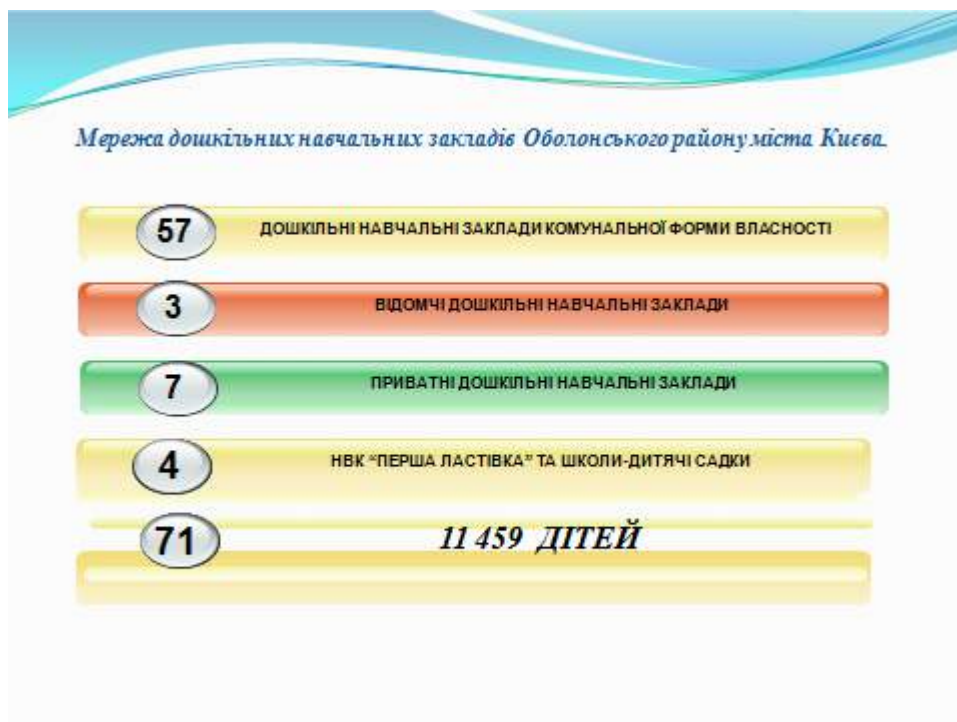 Мережа дошкільних навчальних закладів Оболонського району міста Києва.
57 ДОШКІЛЬНІ НАВЧАЛЬНІ ЗАКЛАДИ КОМУНАЛЬНОЇ ФОРМИ ВЛАСНОСТІ
3 ВІДОМЧІ ДОШКІЛЬНІ НАВЧАЛЬНІ ЗАКЛАДИ
7 ПРИВАТНІ ДОШКІЛЬНІ НАВЧАЛЬНІ ЗАКЛАДИ
4 НВК “ПЕРША ЛАСТІВКА” ТА ШКОЛИ-ДИТЯЧІ САДКИ
71 11 459 ДІТЕЙ